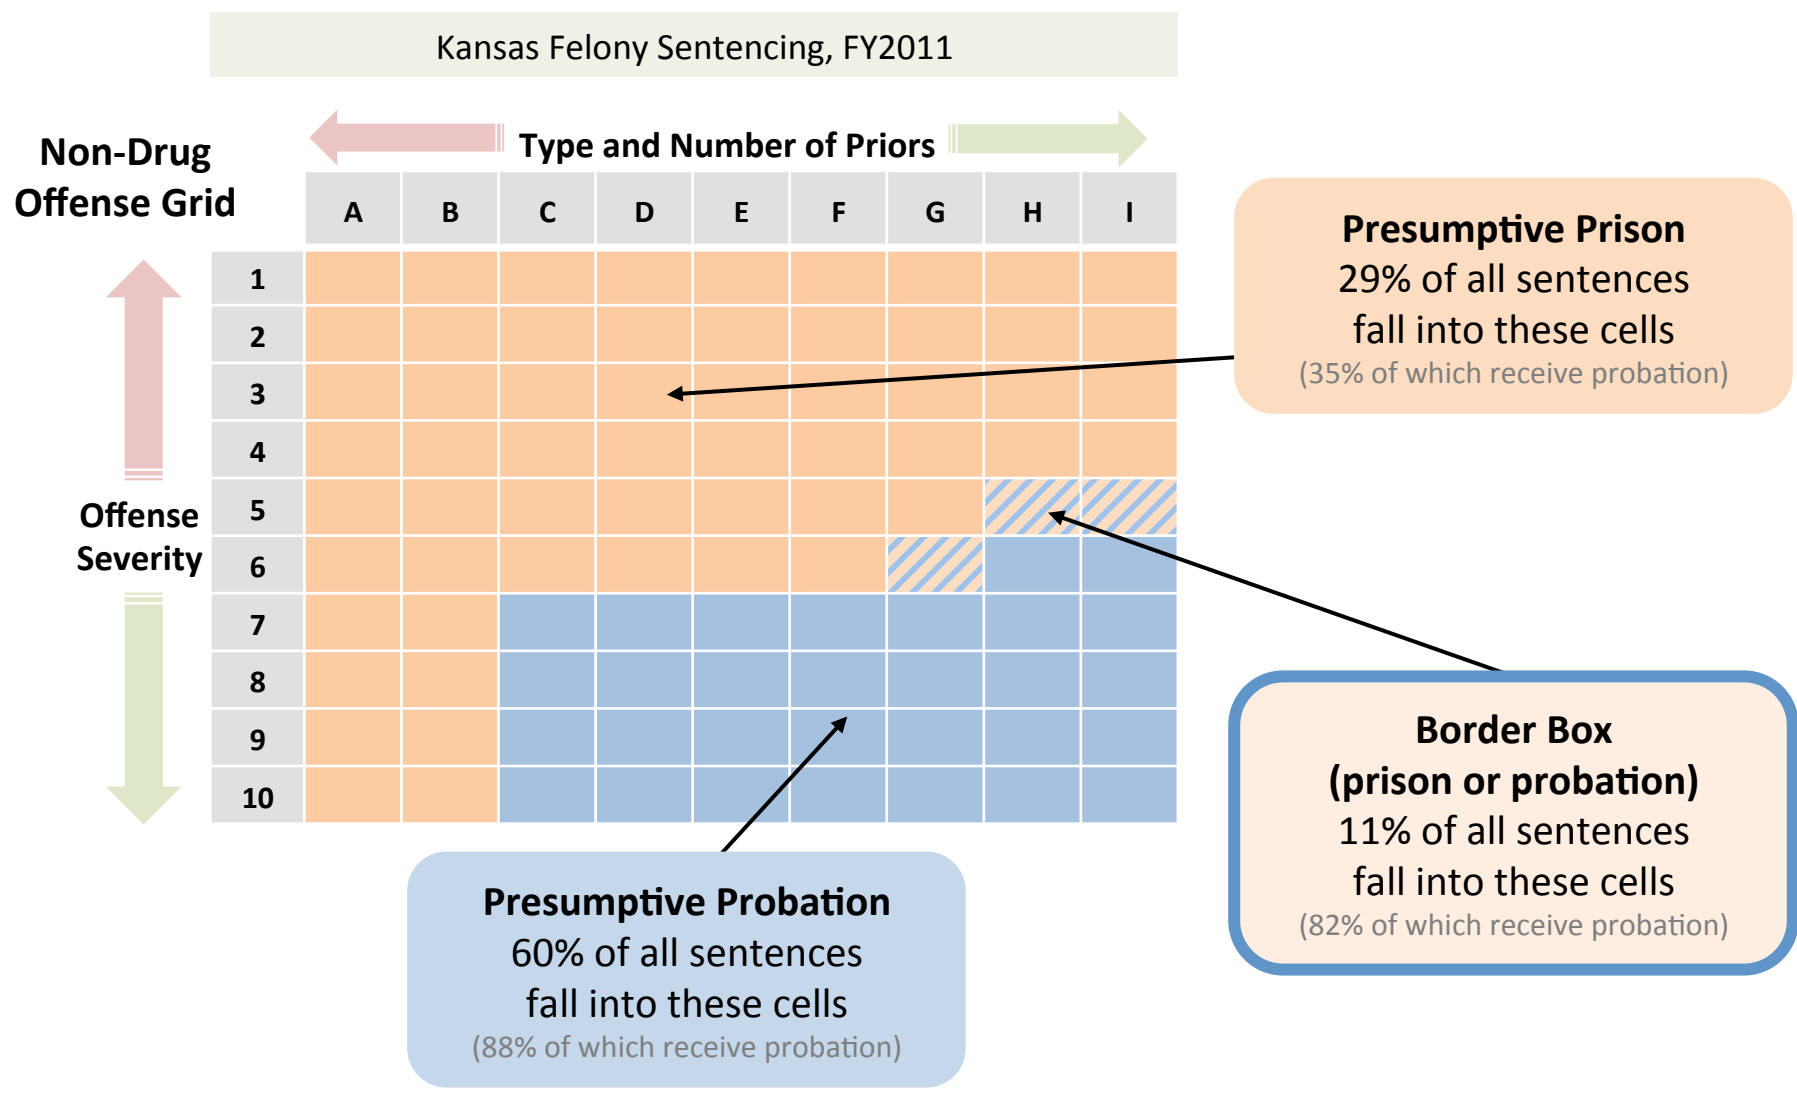 Kansas Felony Sentencing, FY2011
Non-Drug
Offense Grid
Type and Number of Priors
A B C D E F G H I
1
2
3
4
5
6
7
8
9
10
Offense
Severity
Presumptive Prison
29% of all sentences
fall into these cells
(35% of which receive probation)
Border Box
(prison or probation)
11% of all sentences
fall into these cells
(82% of which receive probation)
Presumptive Probation
60% of all sentences
fall into these cells
(88% of which receive probation)